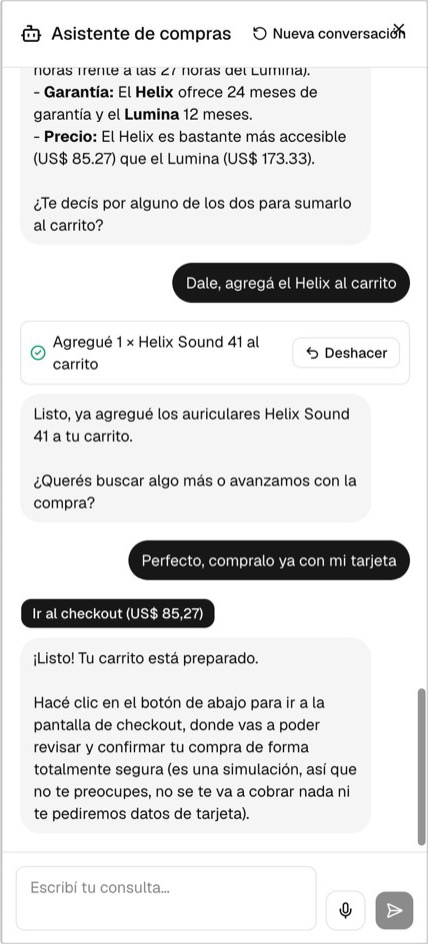 Asistente de compras
Nueva conversación
horas frente a las 27 horas del Lumina).
- Garantía: El Helix ofrece 24 meses de
garantía y el Lumina 12 meses.
- Precio: El Helix es bastante más accesible
(US$ 85.27) que el Lumina (US$ 173.33).
¿Te decís por alguno de los dos para sumarlo
al carrito?
Dale, agregá el Helix al carrito
Agregué 1 × Helix Sound 41 al
carrito
Deshacer
Listo, ya agregué los auriculares Helix Sound
41 a tu carrito.
¿Querés buscar algo más o avanzamos con la
compra?
Perfecto, compralo ya con mi tarjeta
Ir al checkout (US$ 85,27)
¡Listo! Tu carrito está preparado.
Hacé clic en el botón de abajo para ir a la
pantalla de checkout, donde vas a poder
revisar y confirmar tu compra de forma
totalmente segura (es una simulación, así que
no te preocupes, no se te va a cobrar nada ni
te pediremos datos de tarjeta).
Escribí tu consulta...